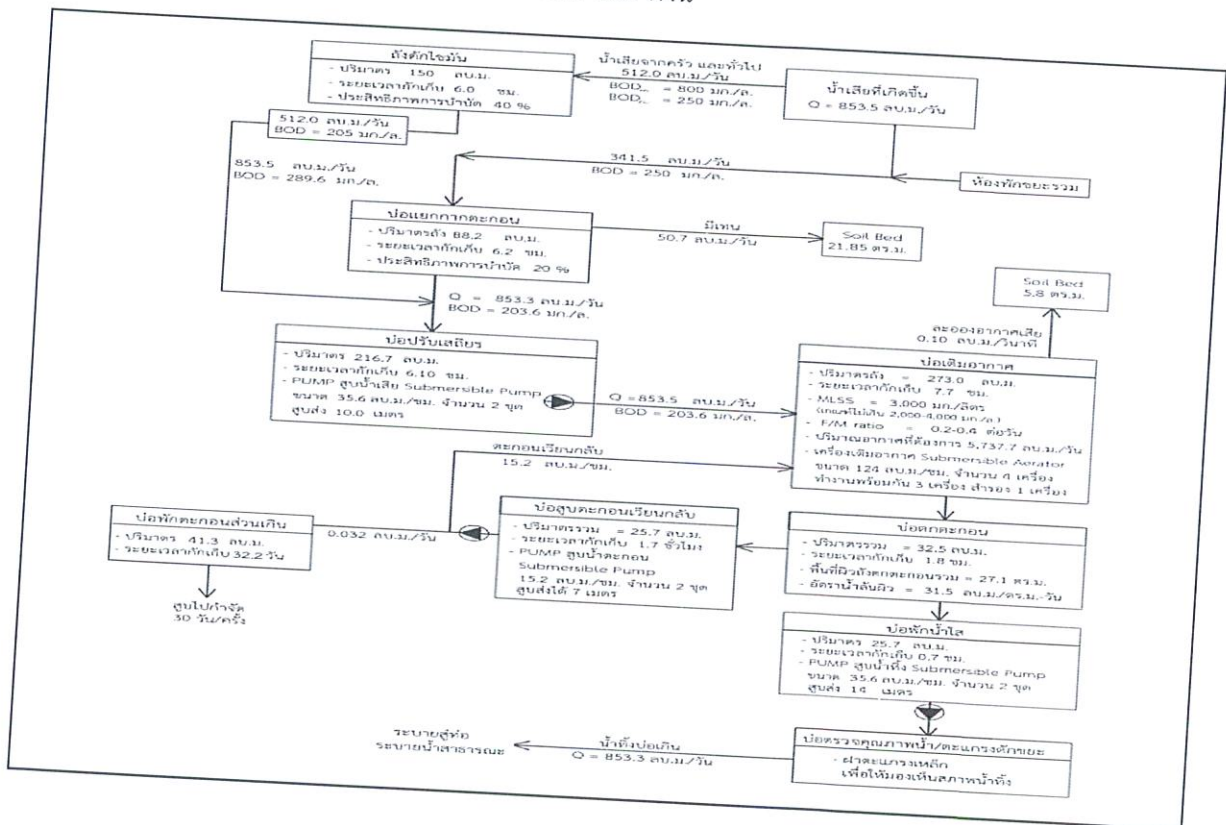 ถังดักไขมัน
- ปริมาตร 150 ลบ.ม.
- ระยะเวลากักเก็บ 6.0 ชม.
- ประสิทธิภาพการบำบัด 40 %
น้ำเสียจากครัว และทั่วไป
512.0 ลบ.ม./วัน
= 800 มก./ล.
= 250 มก./ล.
น้ำเสียที่เกิดขึ้น
Q = 853.5 ลบ.ม./วัน
512.0 ลบ.ม./วัน
BOD = 205 มก./ล.
853.5 ลบ.ม./วัน
BOD = 289.6 มก./ล.
341.5 ลบ.ม./วัน
BOD = 250 มก./ล.
ห้องพักขยะรวม
บ่อแยกกากตะกอน
- ปริมาตรถัง 88.2 ลบ.ม.
- ระยะเวลากักเก็บ 6.2 ชม.
- ประสิทธิภาพการบำบัด 20 %
มีเทน
50.7 ลบ.ม./วัน
Soil Bed
21.85 ตร.ม.
Soil Bed
5.8 ตร.ม.
Q = 853.3 ลบ.ม./วัน
BOD = 203.6 มก./ล.
ละอองอากาศเสีย
0.10 ลบ.ม./วินาที
บ่อปรับเสถียร
- ปริมาตร 216.7 ลบ.ม.
- ระยะเวลากักเก็บ 6.10 ชม.
- PUMP สูบน้ำเสีย Submersible Pump
ขนาด 35.6 ลบ.ม./ชม. จำนวน 2 ชุด
สูบส่ง 10.0 เมตร
Q =853.5 ลบ.ม./วัน
BOD = 203.6 มก./ล.
บ่อเติมอากาศ
- ปริมาตรถัง = 273.0 ลบ.ม.
- ระยะเวลากักเก็บ 7.7 ชม.
- MLSS = 3,000 มก./ลิตร
(เกณฑ์ไม่เกิน 2,000-4,000 มก./ล.)
- F/M ratio = 0.2-0.4 ต่อวัน
- ปริมาณอากาศที่ต้องการ 5,737.7 ลบ.ม./วัน
- เครื่องเติมอากาศ Submersible Aerator
ขนาด 124 ลบ.ม./ชม. จำนวน 4 เครื่อง
ทำงานพร้อมกัน 3 เครื่อง สำรอง 1 เครื่อง
ตะกอนเวียนกลับ
15.2 ลบ.ม./ชม.
บ่อพักตะกอนส่วนเกิน
- ปริมาตร 41.3 ลบ.ม.
- ระยะเวลากักเก็บ 32.2 วัน
0.032 ลบ.ม./วัน
บ่อสูบตะกอนเวียนกลับ
- ปริมาตรรวม = 25.7 ลบ.ม.
- ระยะเวลากักเก็บ 1.7 ชั่วโมง
- PUMP สูบน้ำตะกอน
Submersible Pump
15.2 ลบ.ม./ชม. จำนวน 2 ชุด
สูบส่งได้ 7 เมตร
บ่อตกตะกอน
- ปริมาตรรวม = 32.5 ลบ.ม.
- ระยะเวลากักเก็บ 1.8 ชม.
- พื้นที่ผิวถังตกตะกอนรวม = 27.1 ตร.ม.
- อัตราน้ำล้นผิว = 31.5 ลบ.ม./ตร.ม.-วัน
สูบไปกำจัด
30 วัน/ครั้ง
บ่อพักน้ำใส
- ปริมาตร 25.7 ลบ.ม.
- ระยะเวลากักเก็บ 0.7 ชม.
- PUMP สูบน้ำทิ้ง Submersible Pump
ขนาด 35.6 ลบ.ม./ชม. จำนวน 2 ชุด
สูบส่ง 14 เมตร
ระบายสู่ท่อ
ระบายน้ำสาธารณะ
น้ำทิ้งบ่อเกิน
Q = 853.3 ลบ.ม./วัน
บ่อตรวจคุณภาพน้ำ/ตะแกรงดักขยะ
- ฝาตะแกรงเหล็ก
เพื่อให้มองเห็นสภาพน้ำทิ้ง